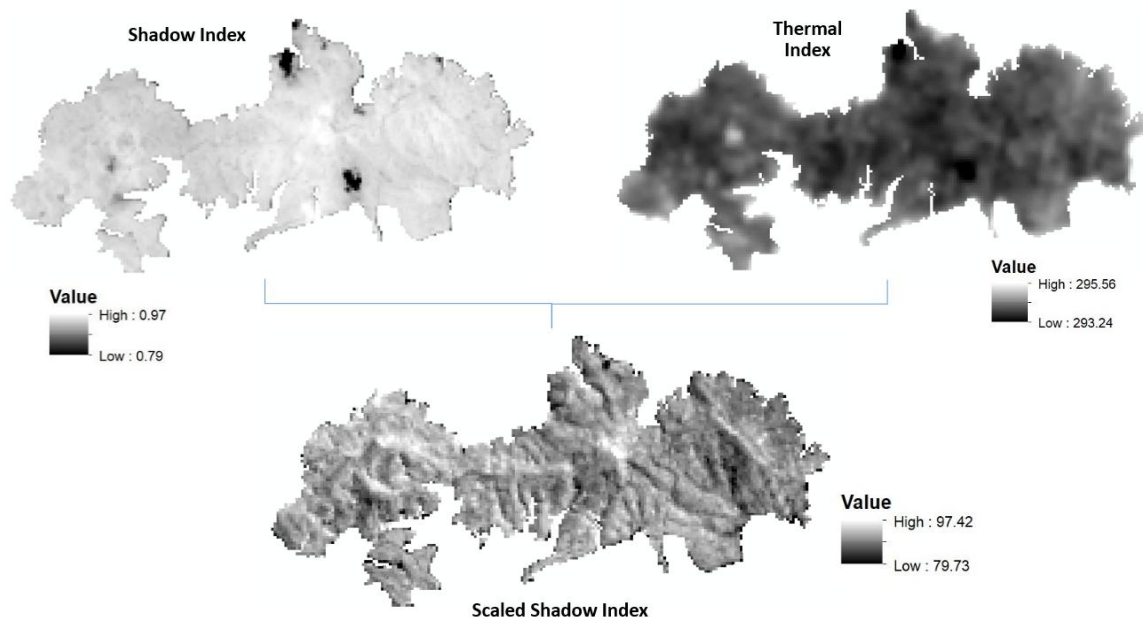 Shadow Index
Thermal
Index
Value
High : 0.97
Low : 0.79
Value
High : 295.56
Low : 293.24
Value
High : 97.42
Low : 79.73
Scaled Shadow Index